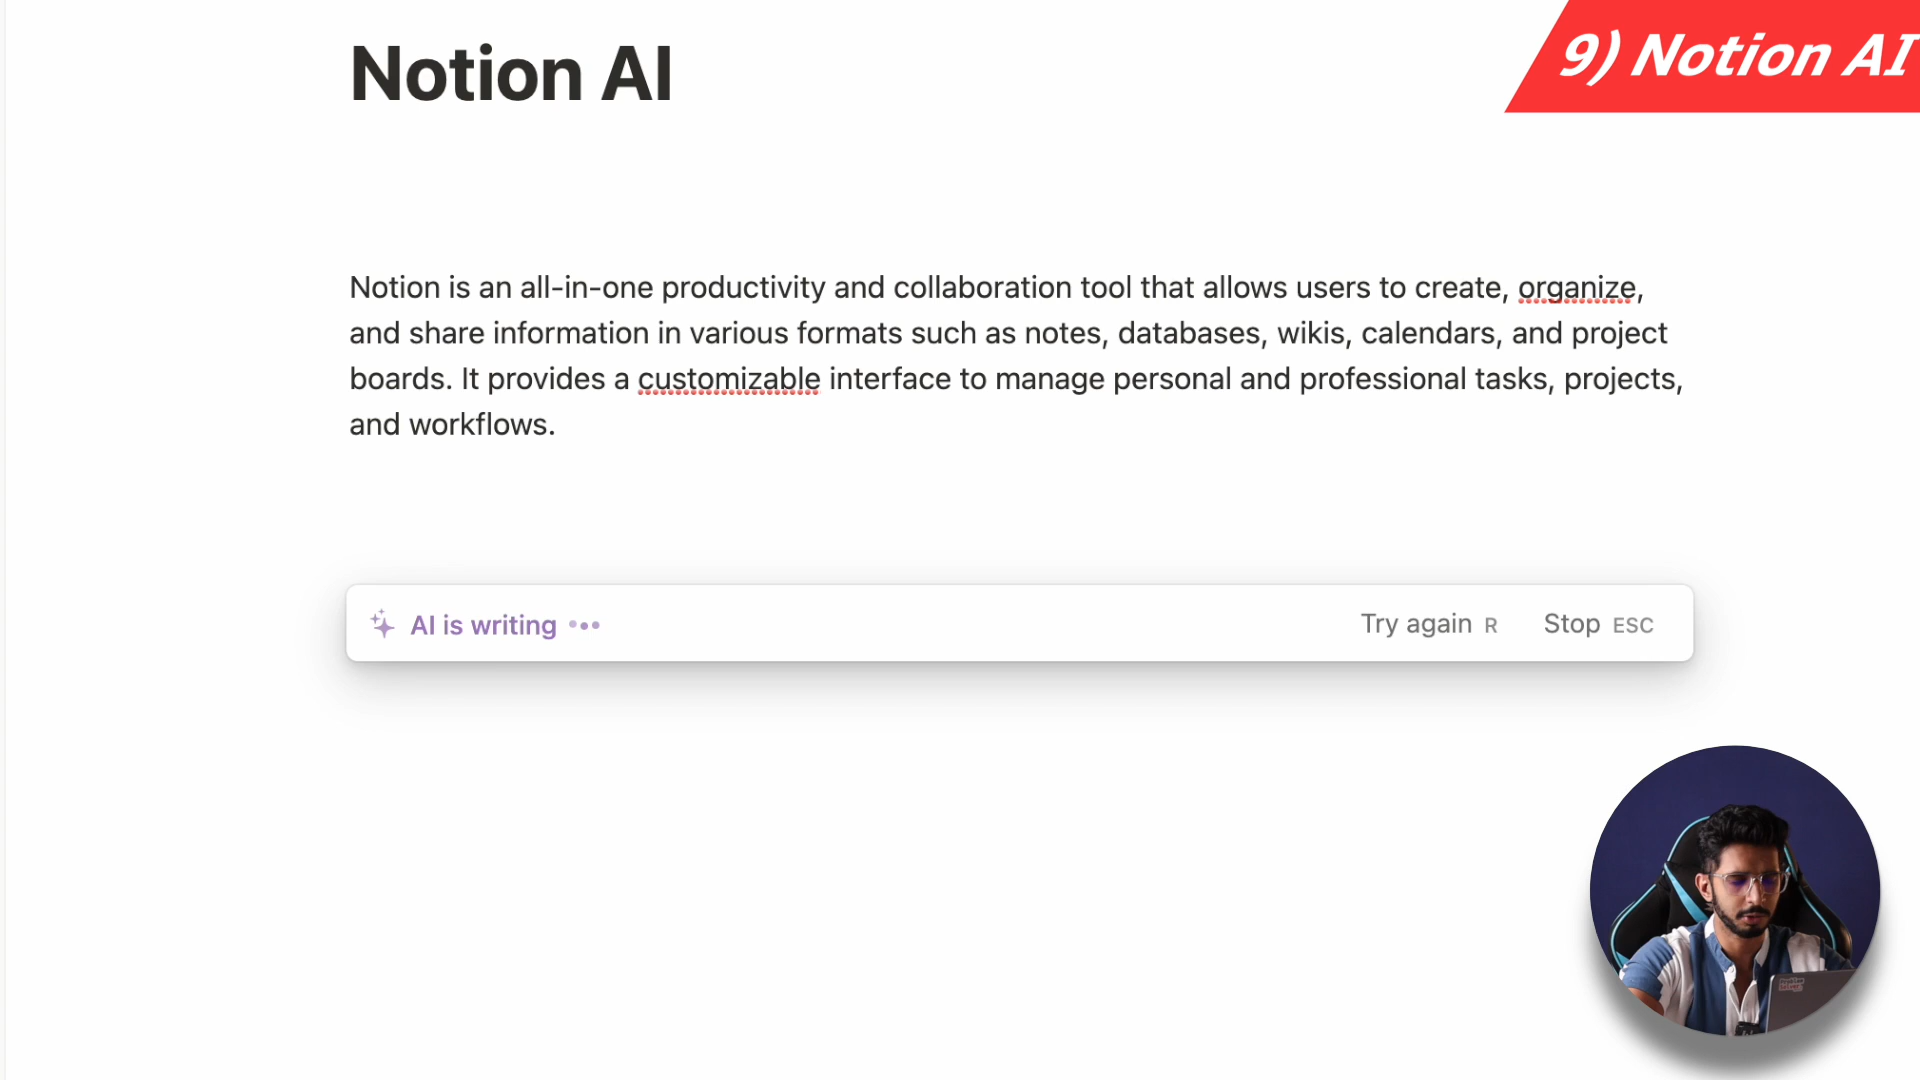 Notion AI
9) Notion AI
Notion is an all-in-one productivity and collaboration tool that allows users to create, organize,
and share information in various formats such as notes, databases, wikis, calendars, and project
boards. It provides a customizable interface to manage personal and professional tasks, projects,
and workflows.
AI is writing
Try again R Stop ESC